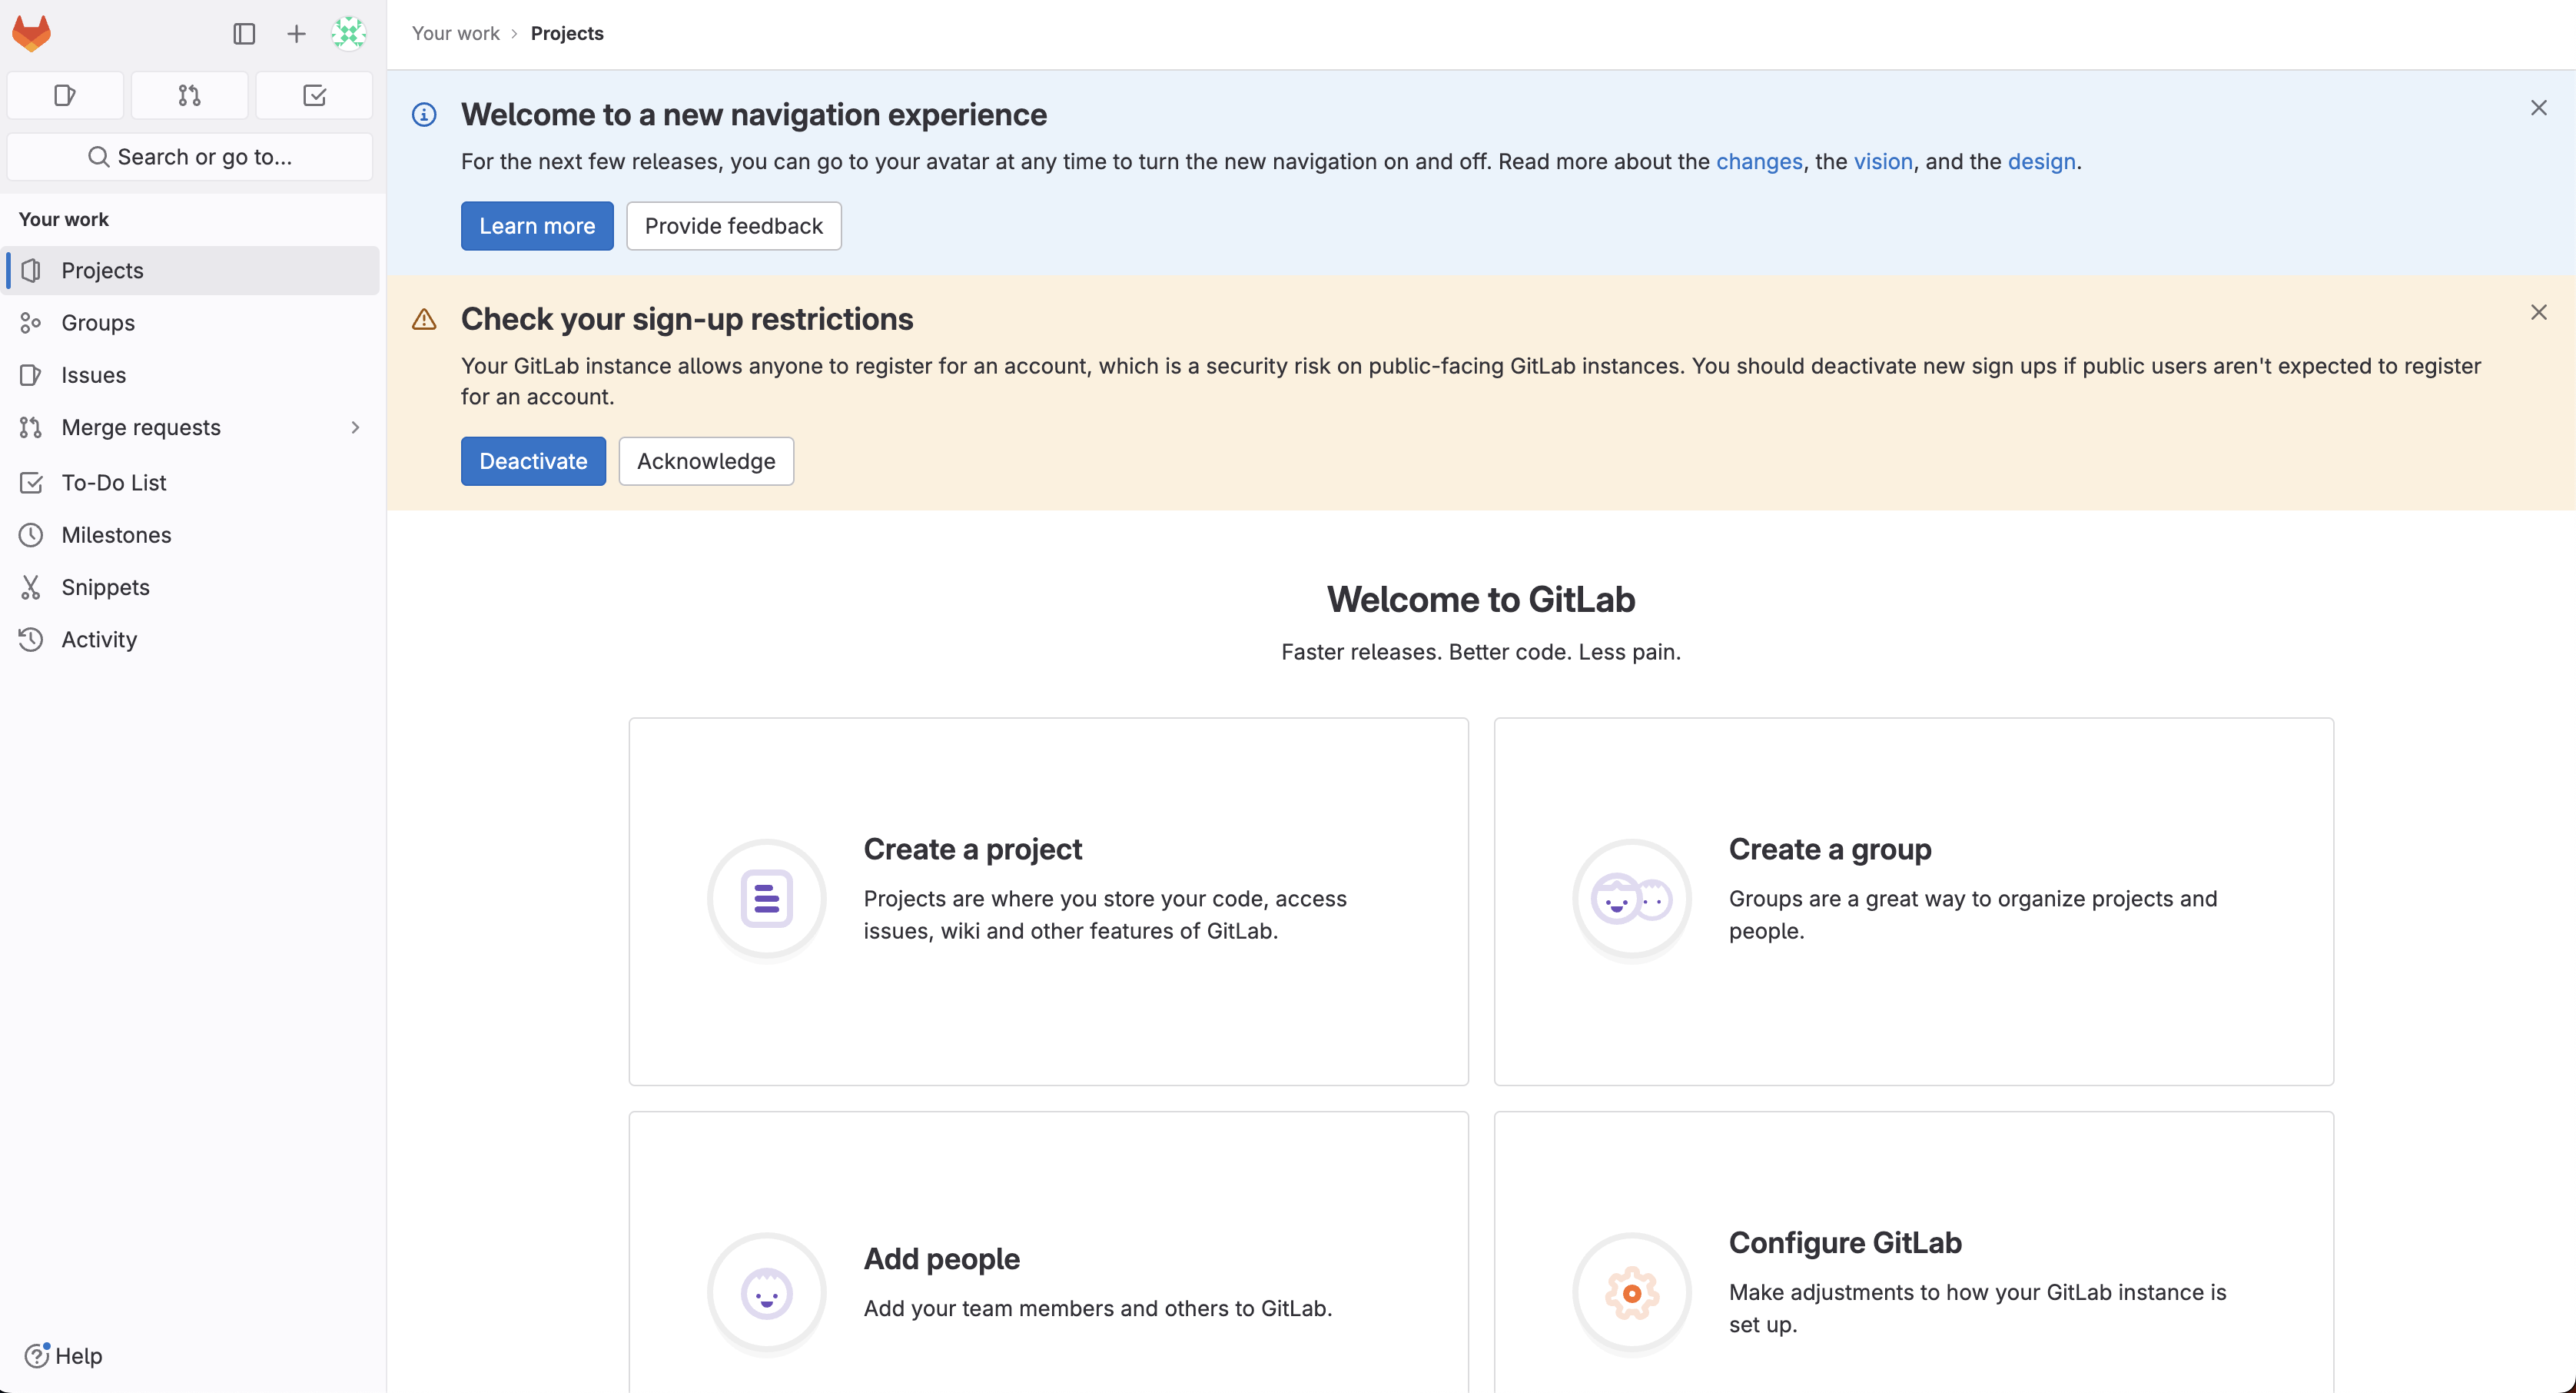 Your work › Projects
Search or go to...
Your work
Projects
Groups
Issues
Merge requests
To-Do List
Milestones
Snippets
Activity
Help
Welcome to a new navigation experience
For the next few releases, you can go to your avatar at any time to turn the new navigation on and off. Read more about the changes, the vision, and the design.
Learn more
Provide feedback
Check your sign-up restrictions
Your GitLab instance allows anyone to register for an account, which is a security risk on public-facing GitLab instances. You should deactivate new sign ups if public users aren't expected to register
for an account.
Deactivate
Acknowledge
Welcome to GitLab
Faster releases. Better code. Less pain.
Create a project
Projects are where you store your code, access
issues, wiki and other features of GitLab.
Create a group
Groups are a great way to organize projects and
people.
Add people
Add your team members and others to GitLab.
Configure GitLab
Make adjustments to how your GitLab instance is
set up.